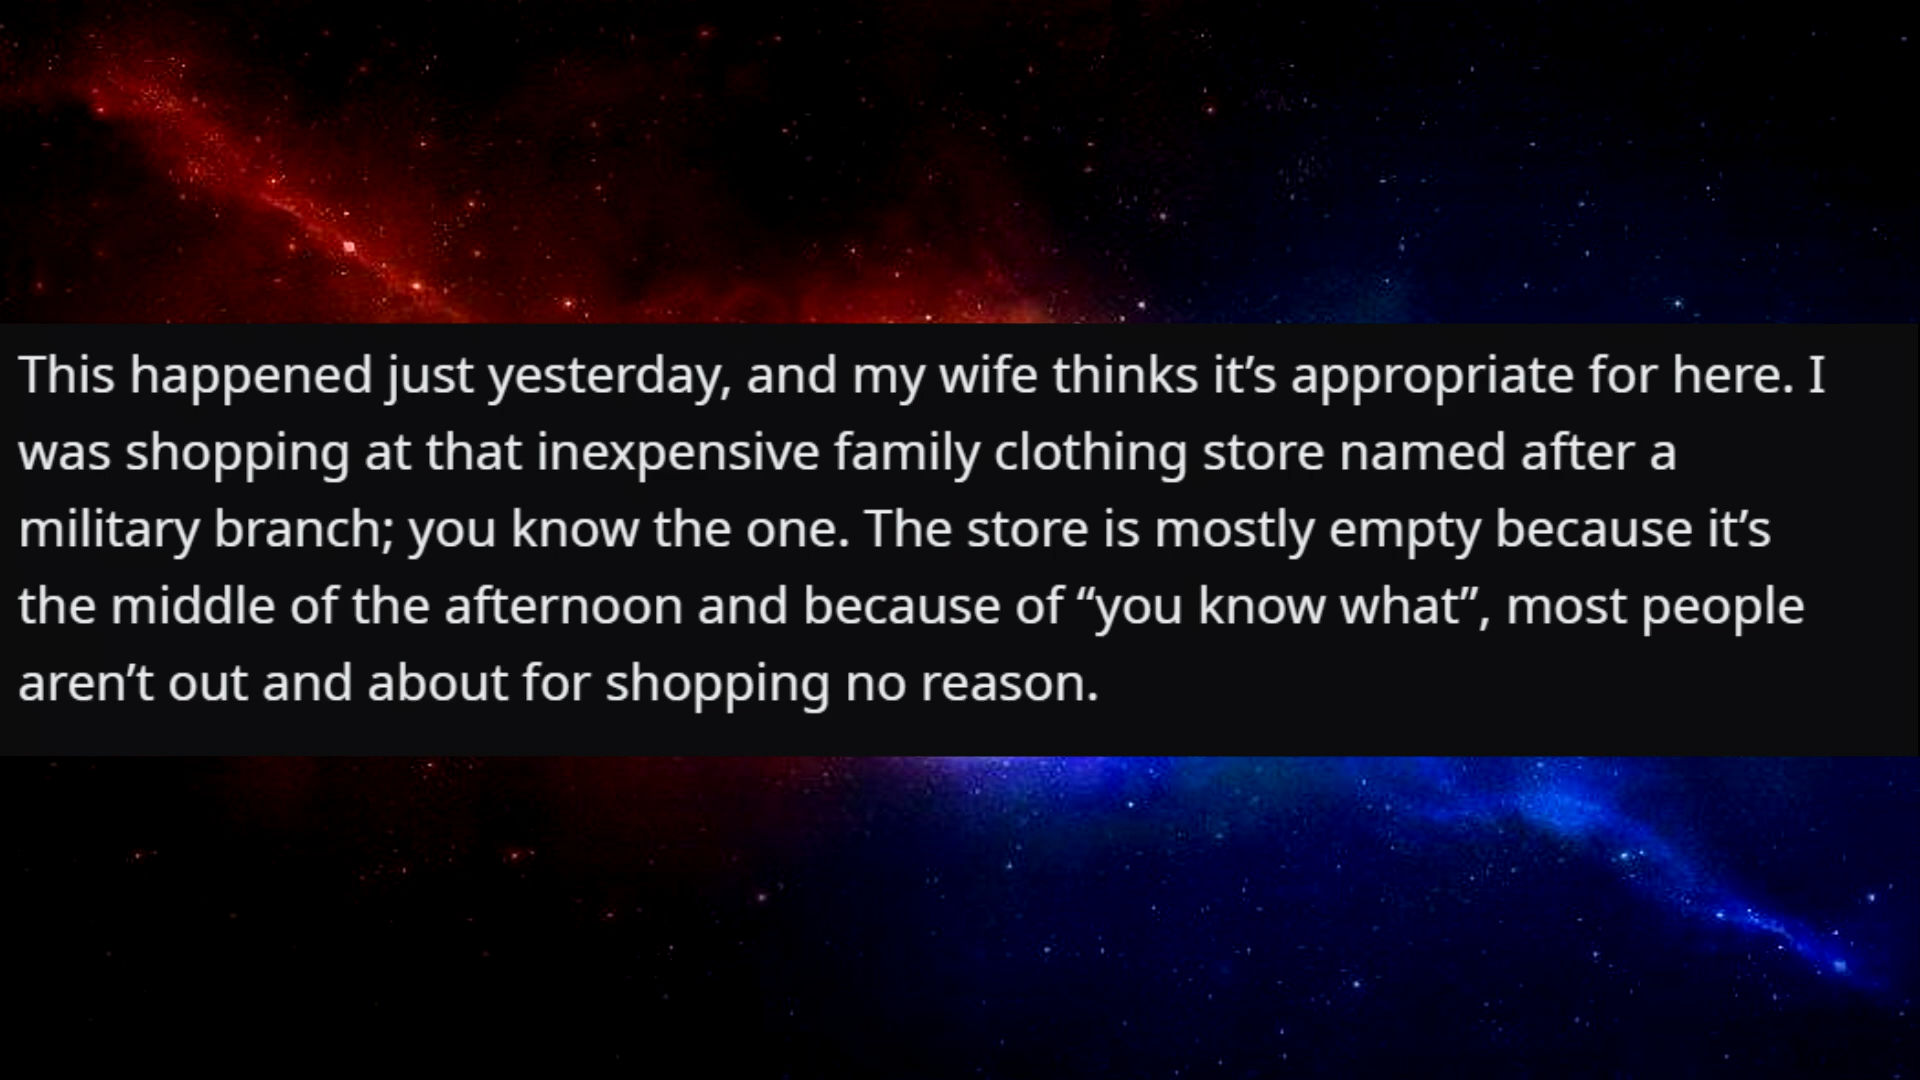 This happened just yesterday, and my wife thinks it’s appropriate for here. I
was shopping at that inexpensive family clothing store named after a
military branch; you know the one. The store is mostly empty because it’s
the middle of the afternoon and because of “you know what”, most people
aren’t out and about for shopping no reason.